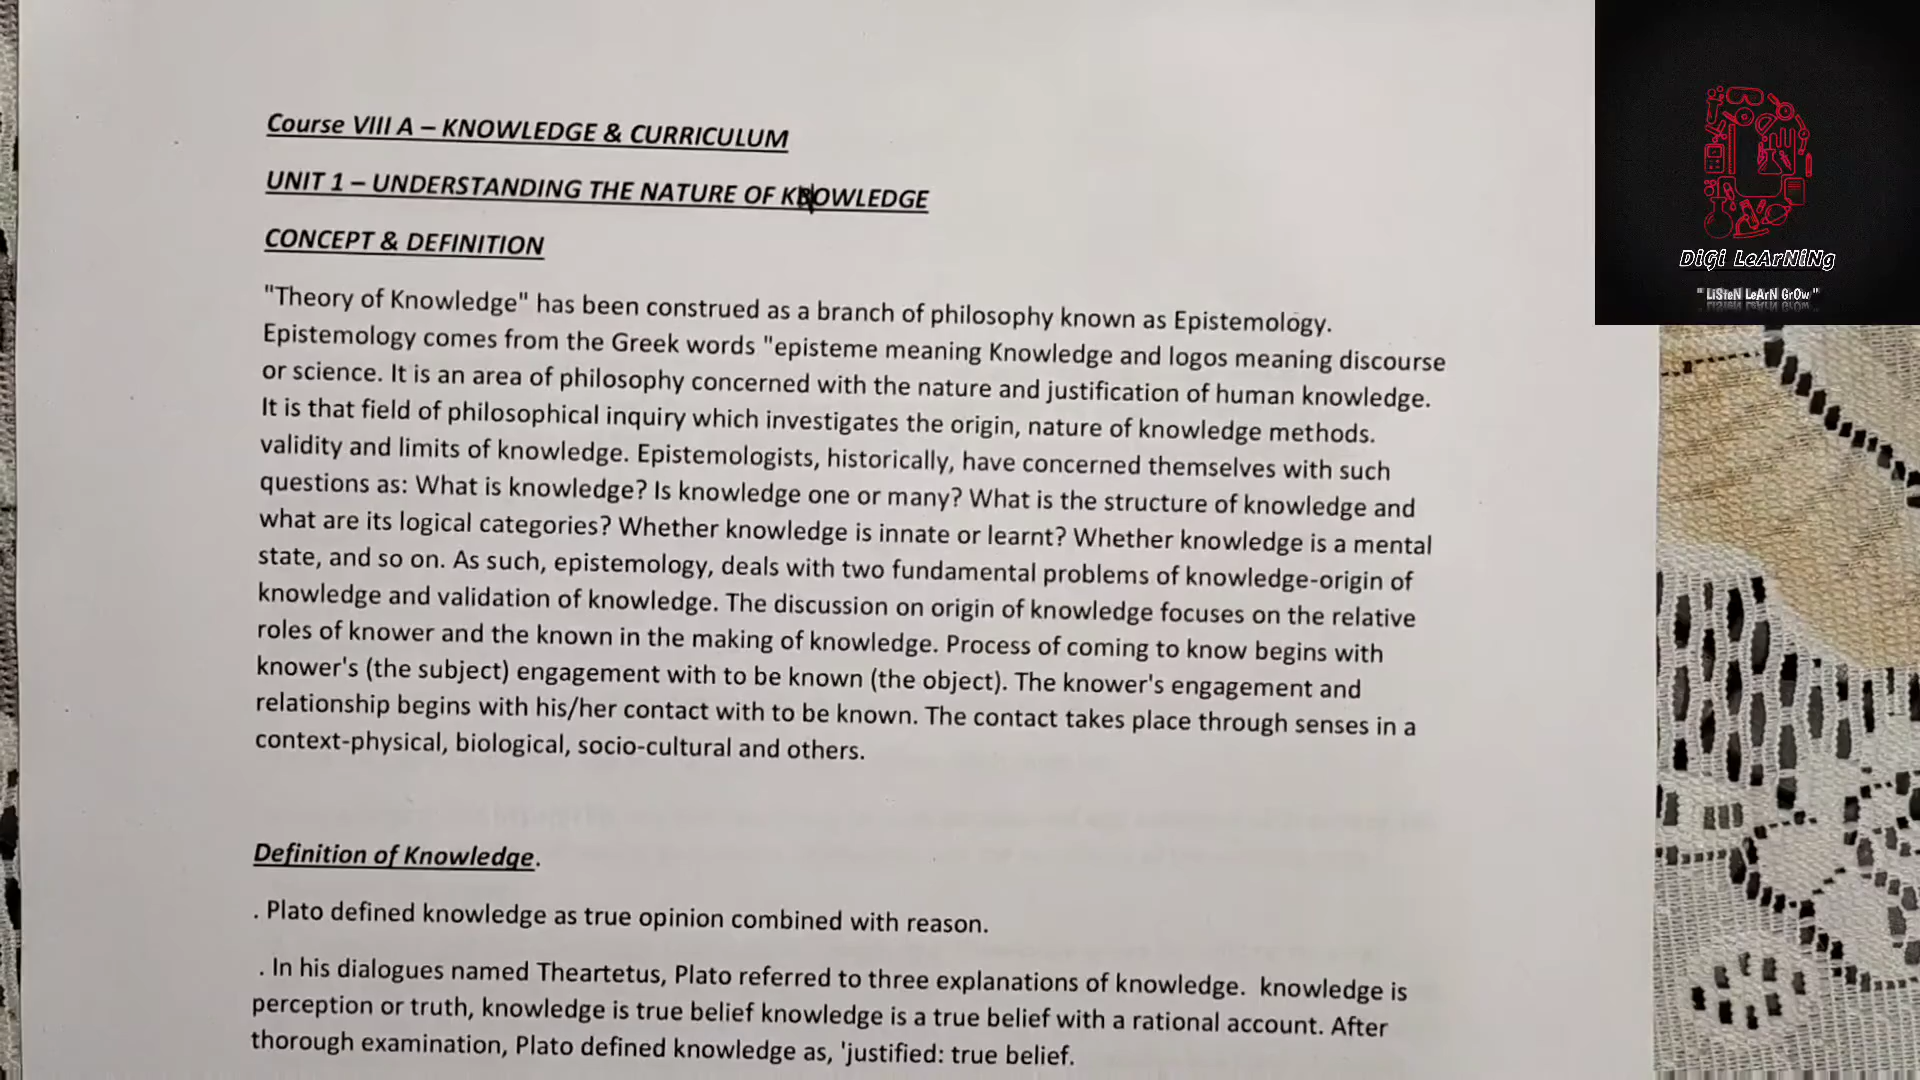 Course VIII A – KNOWLEDGE & CURRICULUM
UNIT 1 – UNDERSTANDING THE NATURE OF KNOWLEDGE
CONCEPT & DEFINITION
"Theory of Knowledge" has been construed as a branch of philosophy known as Epistemology.
Epistemology comes from the Greek words "episteme meaning Knowledge and logos meaning discourse
or science. It is an area of philosophy concerned with the nature and justification of human knowledge.
It is that field of philosophical inquiry which investigates the origin, nature of knowledge methods.
validity and limits of knowledge. Epistemologists, historically, have concerned themselves with such
questions as: What is knowledge? Is knowledge one or many? What is the structure of knowledge and
what are its logical categories? Whether knowledge is innate or learnt? Whether knowledge is a mental
state, and so on. As such, epistemology, deals with two fundamental problems of knowledge-origin of
knowledge and validation of knowledge. The discussion on origin of knowledge focuses on the relative
roles of knower and the known in the making of knowledge. Process of coming to know begins with
knower's (the subject) engagement with to be known (the object). The knower's engagement and
relationship begins with his/her contact with to be known. The contact takes place through senses in a
context-physical, biological, socio-cultural and others.
Definition of Knowledge.
. Plato defined knowledge as true opinion combined with reason.
. In his dialogues named Theartetus, Plato referred to three explanations of knowledge. knowledge is
perception or truth, knowledge is true belief knowledge is a true belief with a rational account. After
thorough examination, Plato defined knowledge as, 'justified: true belief.
DiGi LeArNiNg
" LiSteN LeArN GrOw "